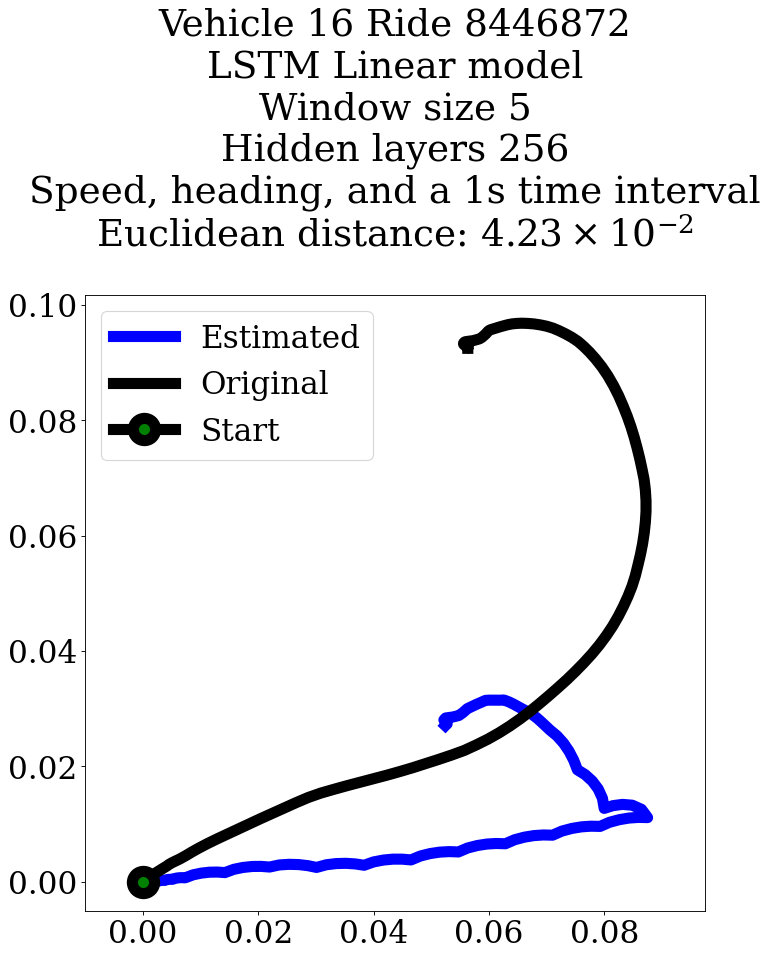 Vehicle 16 Ride 8446872
LSTM Linear model
Window size 5
Hidden layers 256
Speed, heading, and a 1s time interval
Euclidean distance: 4.23 × 10⁻²
Estimated
Original
Start
0.10
0.08
0.06
0.04
0.02
0.00
0.00 0.02 0.04 0.06 0.08